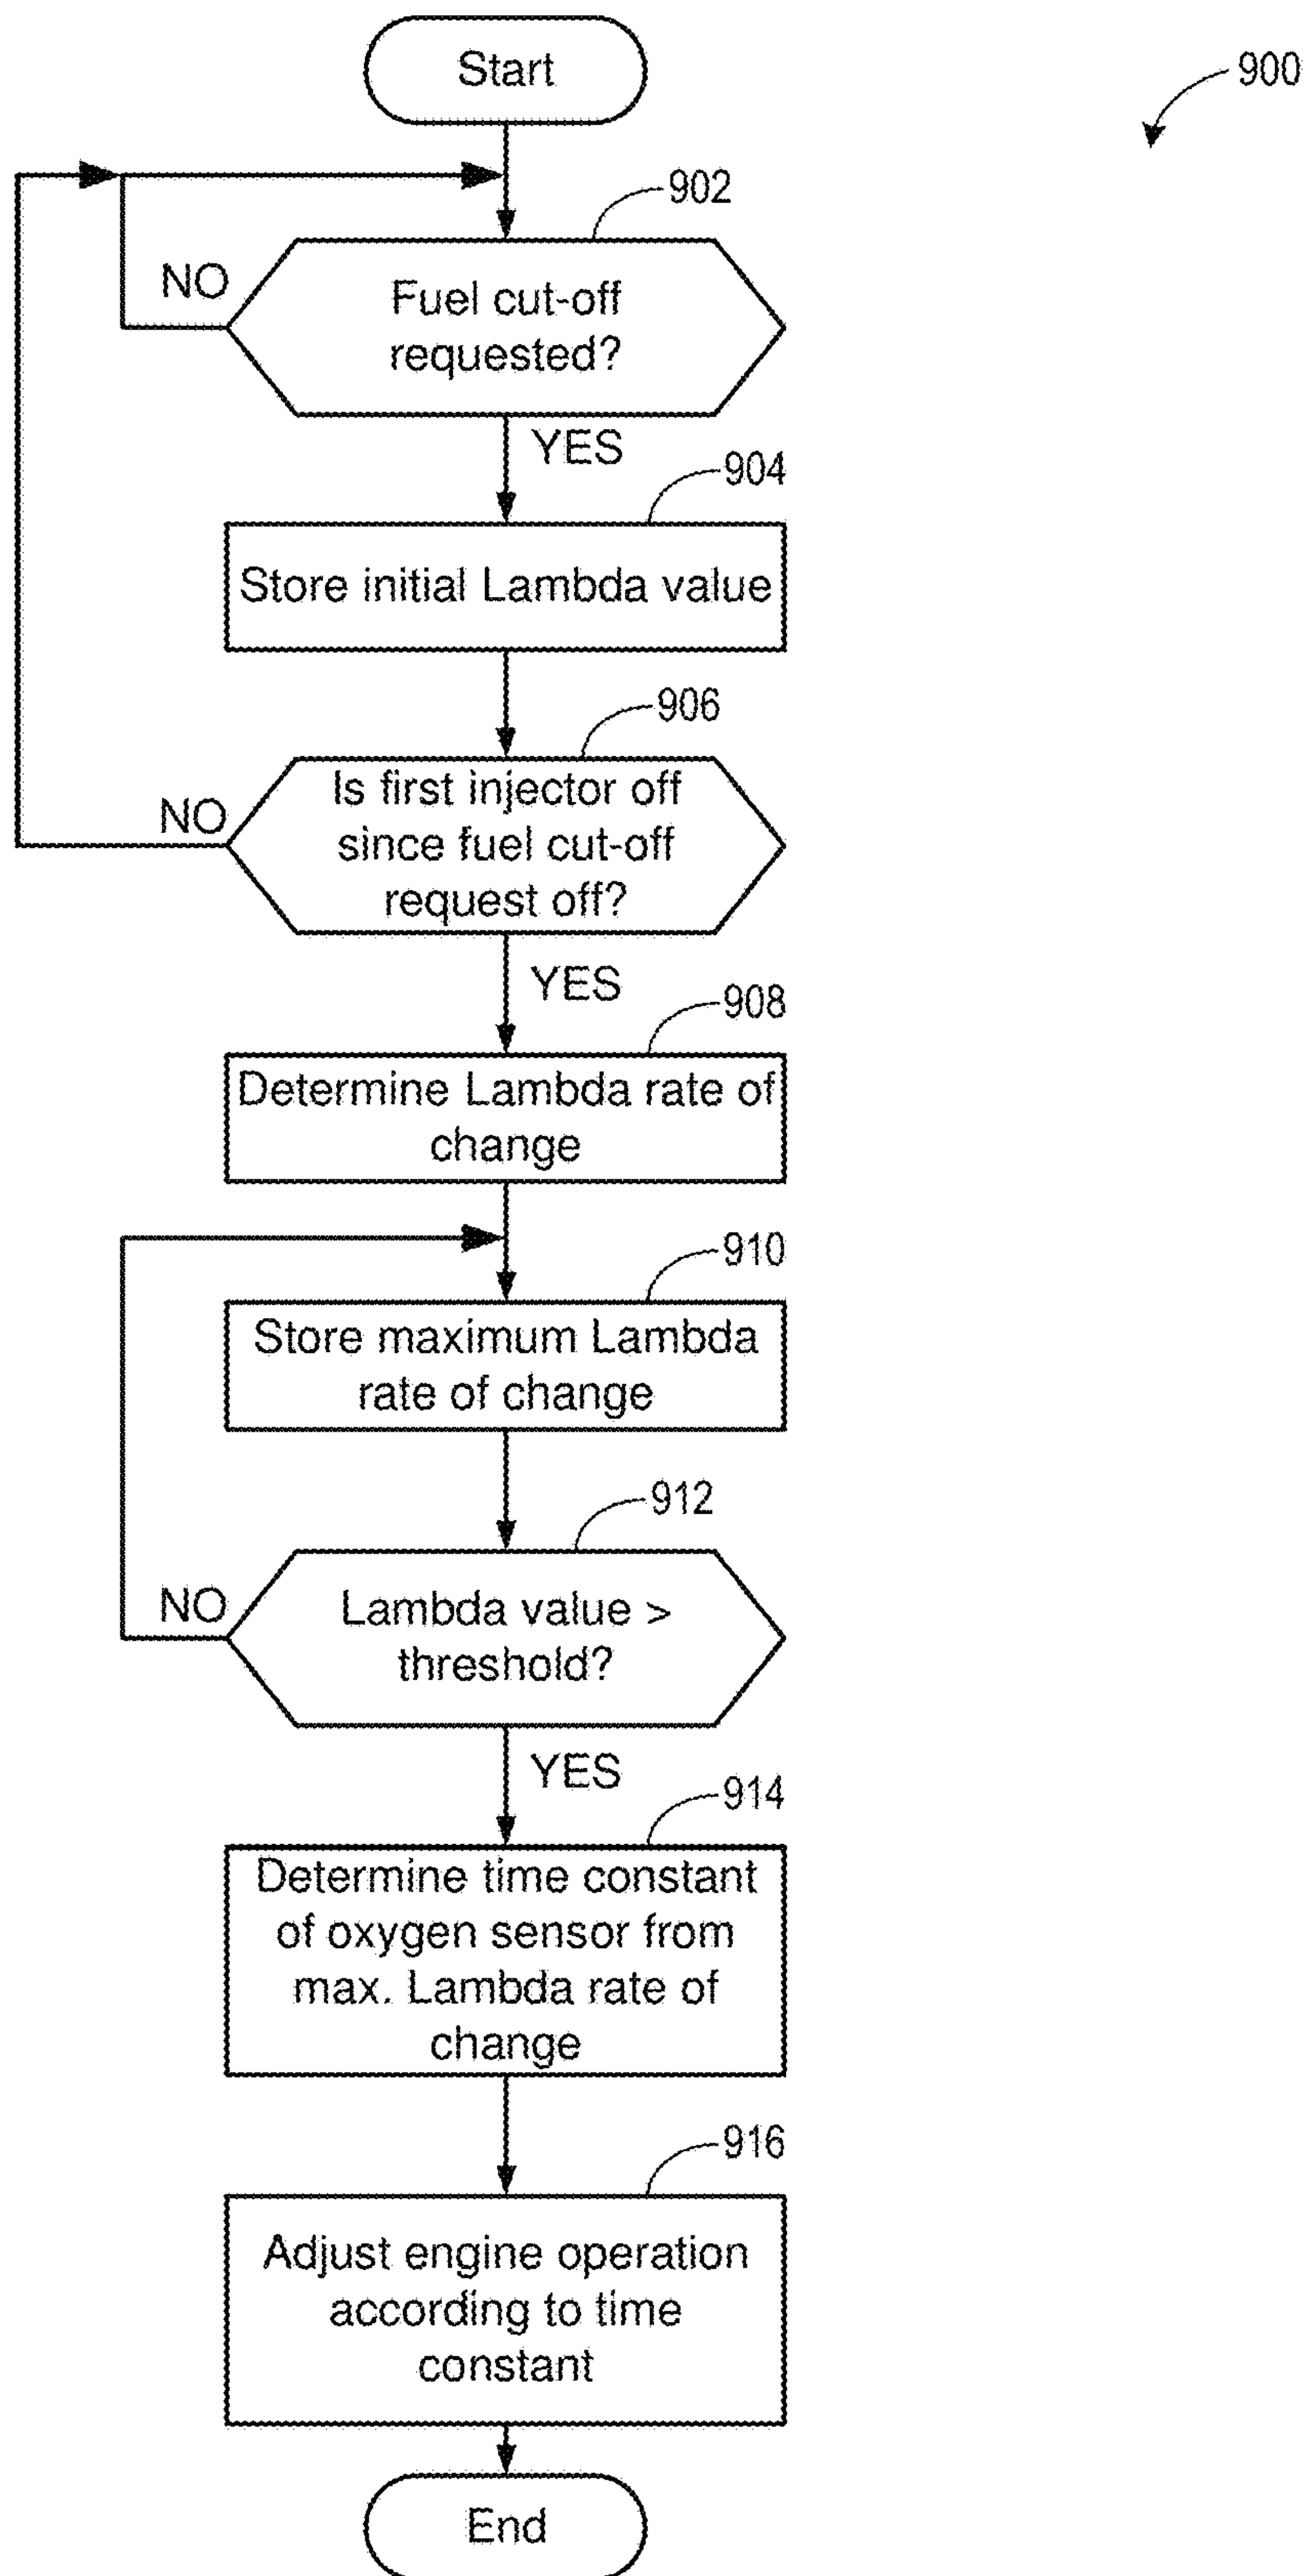 Start
900
902
NO
Fuel cut-off
requested?
YES
904
Store initial Lambda value
906
NO
Is first injector off
since fuel cut-off
request off?
YES
908
Determine Lambda rate of
change
910
Store maximum Lambda
rate of change
912
NO
Lambda value >
threshold?
YES
914
Determine time constant
of oxygen sensor from
max. Lambda rate of
change
916
Adjust engine operation
according to time
constant
End